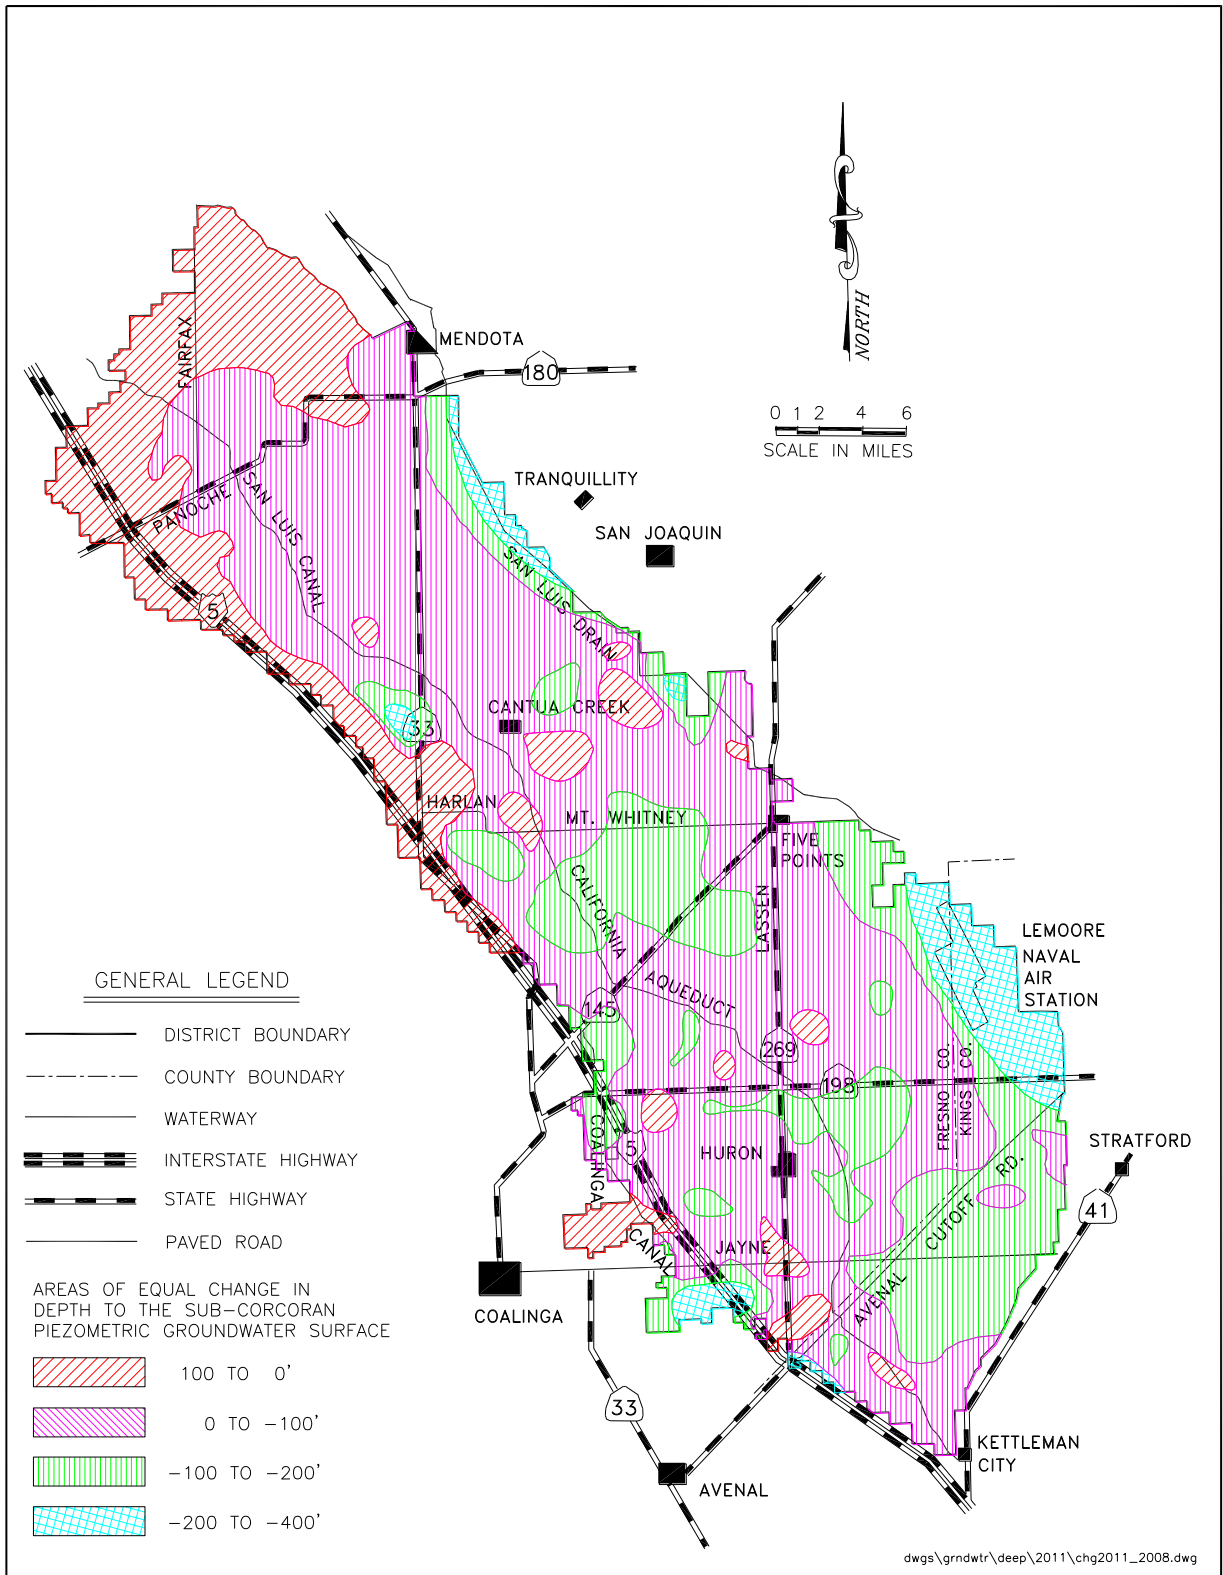 NORTH
MENDOTA
180
FAIRFAX
0 1 2 4 6
SCALE IN MILES
TRANQUILLITY
SAN JOAQUIN
PANOCHE
SAN LUIS CANAL
SAN LUIS DRAIN
5
CANTUA CREEK
33
HARLAN
MT. WHITNEY
FIVE
POINTS
CALIFORNIA
AQUEDUCT
LASSEN
LEMOORE
NAVAL
AIR
STATION
145
269
198
FRESNO CO.
KINGS CO.
COALINGA
CANAL
5
HURON
STRATFORD
41
AVENAL CUTOFF RD.
JAYNE
COALINGA
33
AVENAL
KETTLEMAN
CITY
GENERAL LEGEND
DISTRICT BOUNDARY
COUNTY BOUNDARY
WATERWAY
INTERSTATE HIGHWAY
STATE HIGHWAY
PAVED ROAD
AREAS OF EQUAL CHANGE IN
DEPTH TO THE SUB-CORCORAN
PIEZOMETRIC GROUNDWATER SURFACE
100 TO 0'
0 TO -100'
-100 TO -200'
-200 TO -400'
dwgs\grndwtr\deep\2011\chg2011_2008.dwg